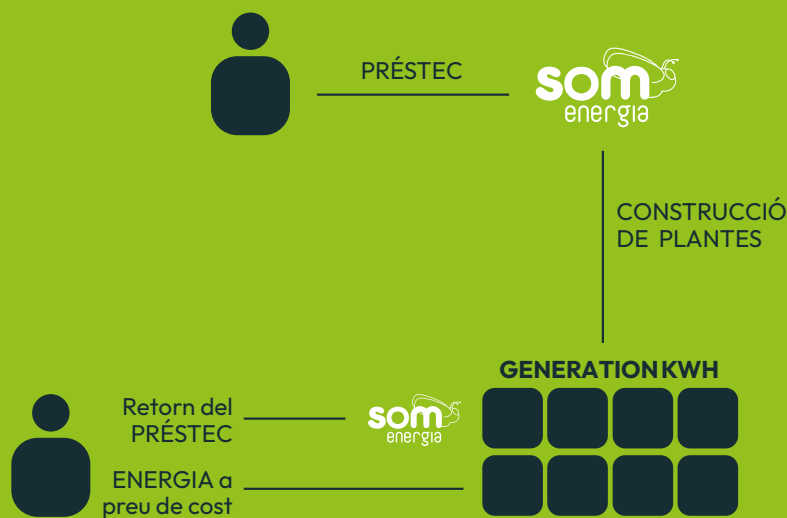 PRÉSTEC
som
energia
CONSTRUCCIÓ
DE PLANTES
GENERATION KWH
Retorn del
PRÉSTEC
som
energia
ENERGIA a
preu de cost